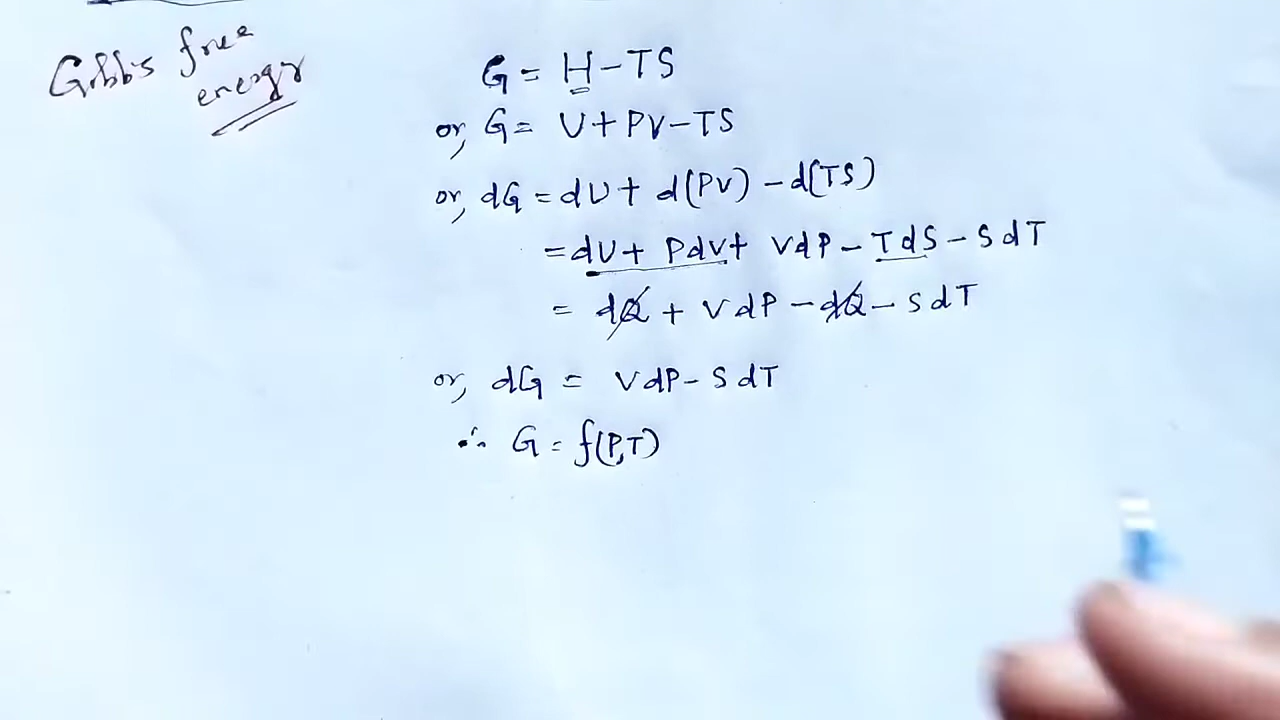 Gibb's free
energy
G = H - TS
or, G = U + PV - TS
or, dG = dU + d(PV) - d(TS)
= dU + PdV + VdP - TdS - SdT
= dQ + VdP - dQ - SdT
or, dG = VdP - SdT
∴ G = f(P,T)